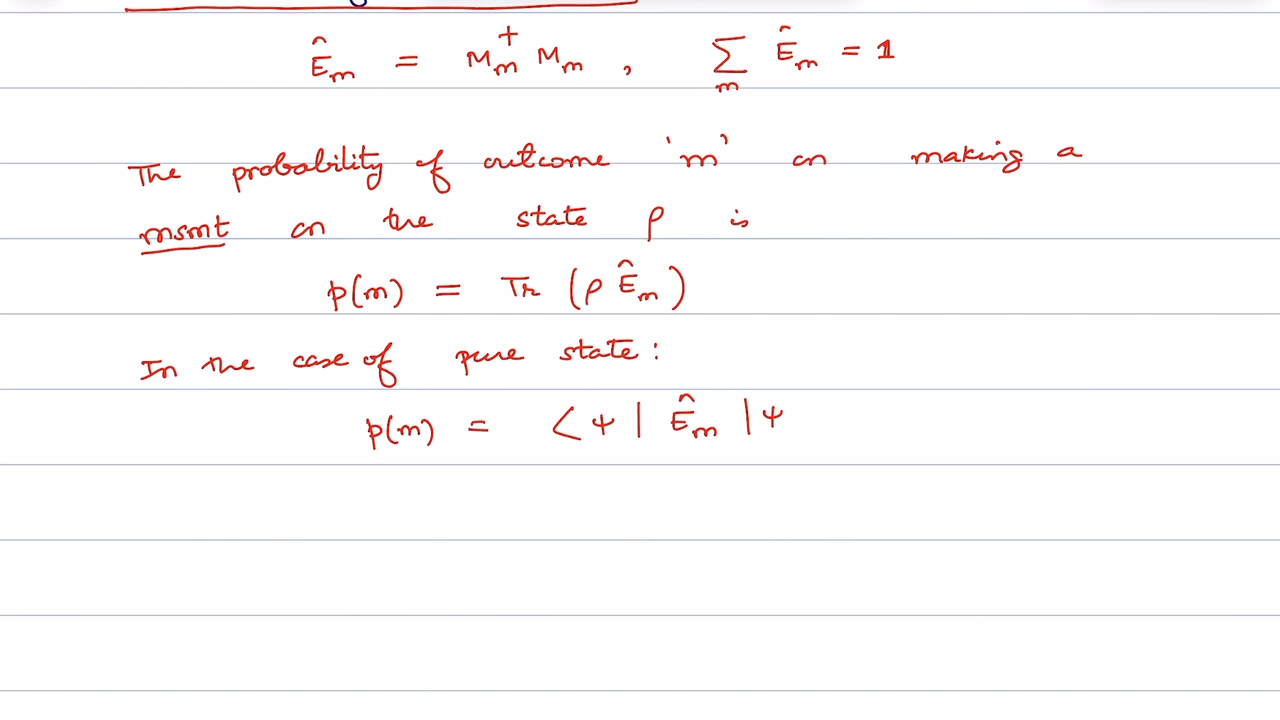 Ê_m = M_m^† M_m , ∑_m Ê_m = 1
The probability of outcome 'm' on making a
msmt on the state ρ is
p(m) = Tr (ρ Ê_m)
In the case of pure state :
p(m) = < ψ | Ê_m | ψ